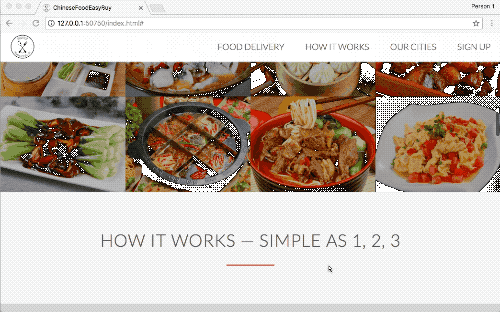 ChineseFoodEasyBuy
Person 1
127.0.0.1:50760/index.html#
FOOD DELIVERY HOW IT WORKS OUR CITIES SIGN UP
HOW IT WORKS — SIMPLE AS 1, 2, 3